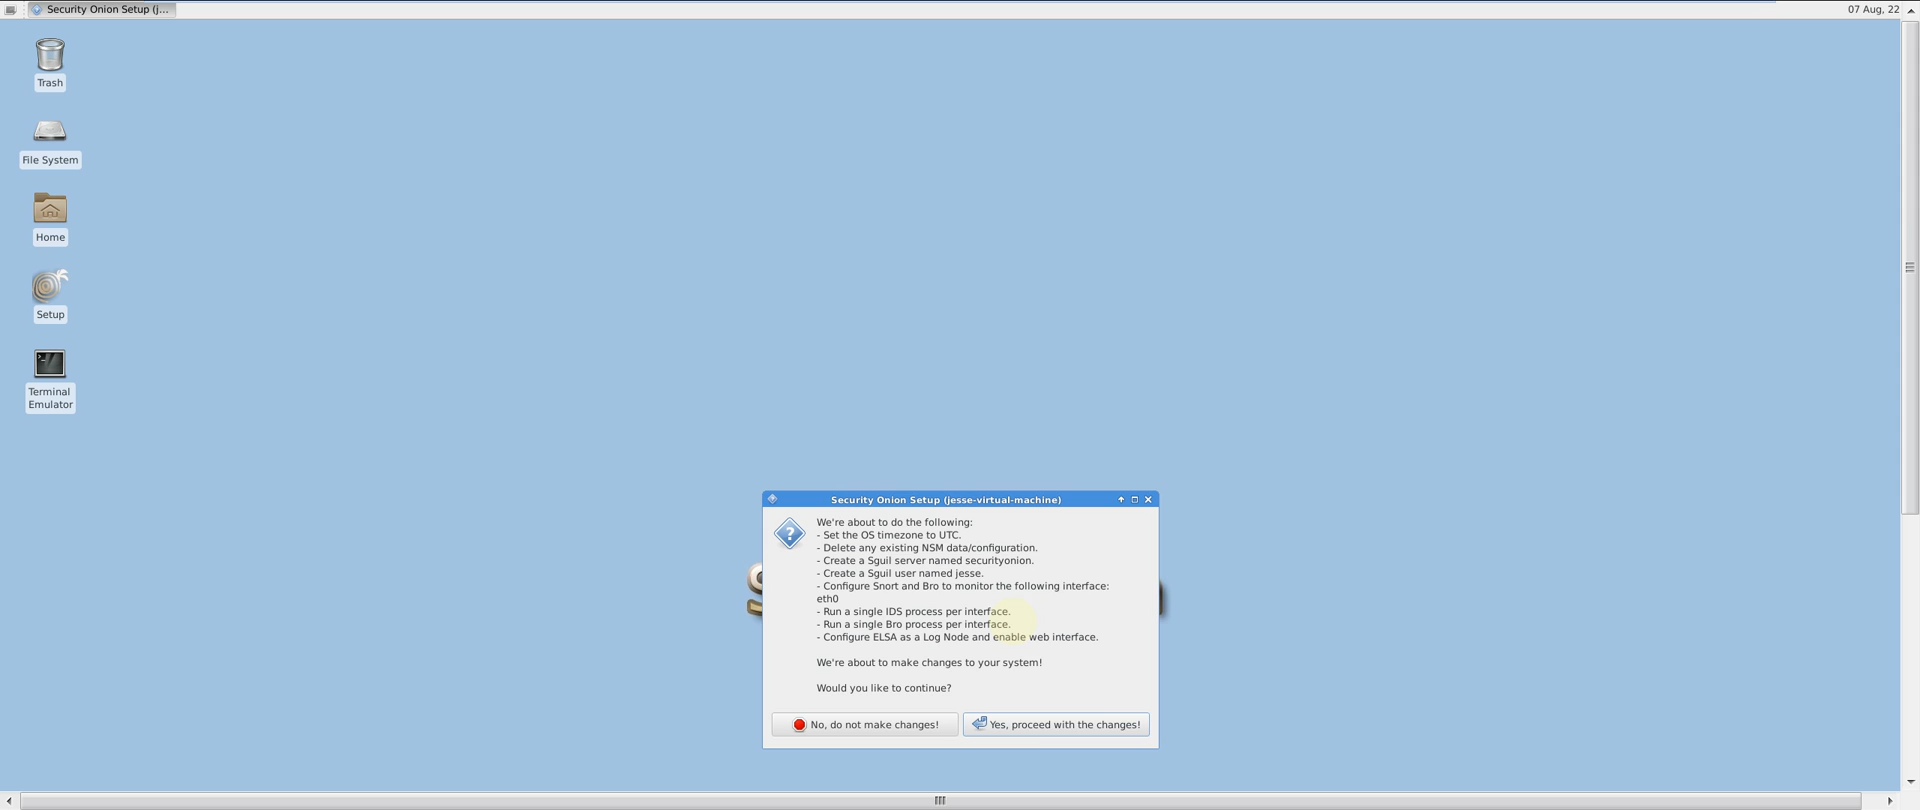 Security Onion Setup (j...
07 Aug, 22
Trash
File System
Home
Setup
Terminal
Emulator
Security Onion Setup (jesse-virtual-machine)
We're about to do the following:
- Set the OS timezone to UTC.
- Delete any existing NSM data/configuration.
- Create a Sguil server named securityonion.
- Create a Sguil user named jesse.
- Configure Snort and Bro to monitor the following interface:
eth0
- Run a single IDS process per interface.
- Run a single Bro process per interface.
- Configure ELSA as a Log Node and enable web interface.
We're about to make changes to your system!
Would you like to continue?
No, do not make changes!
Yes, proceed with the changes!